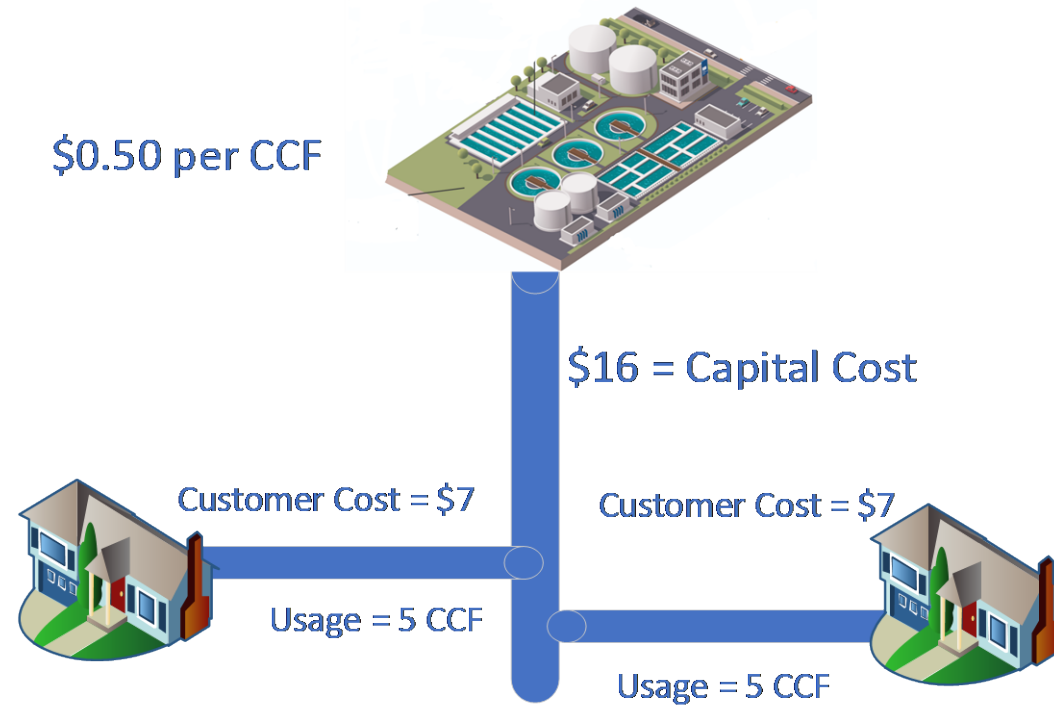 $0.50 per CCF
$16 = Capital Cost
Customer Cost = $7
Customer Cost = $7
Usage = 5 CCF
Usage = 5 CCF